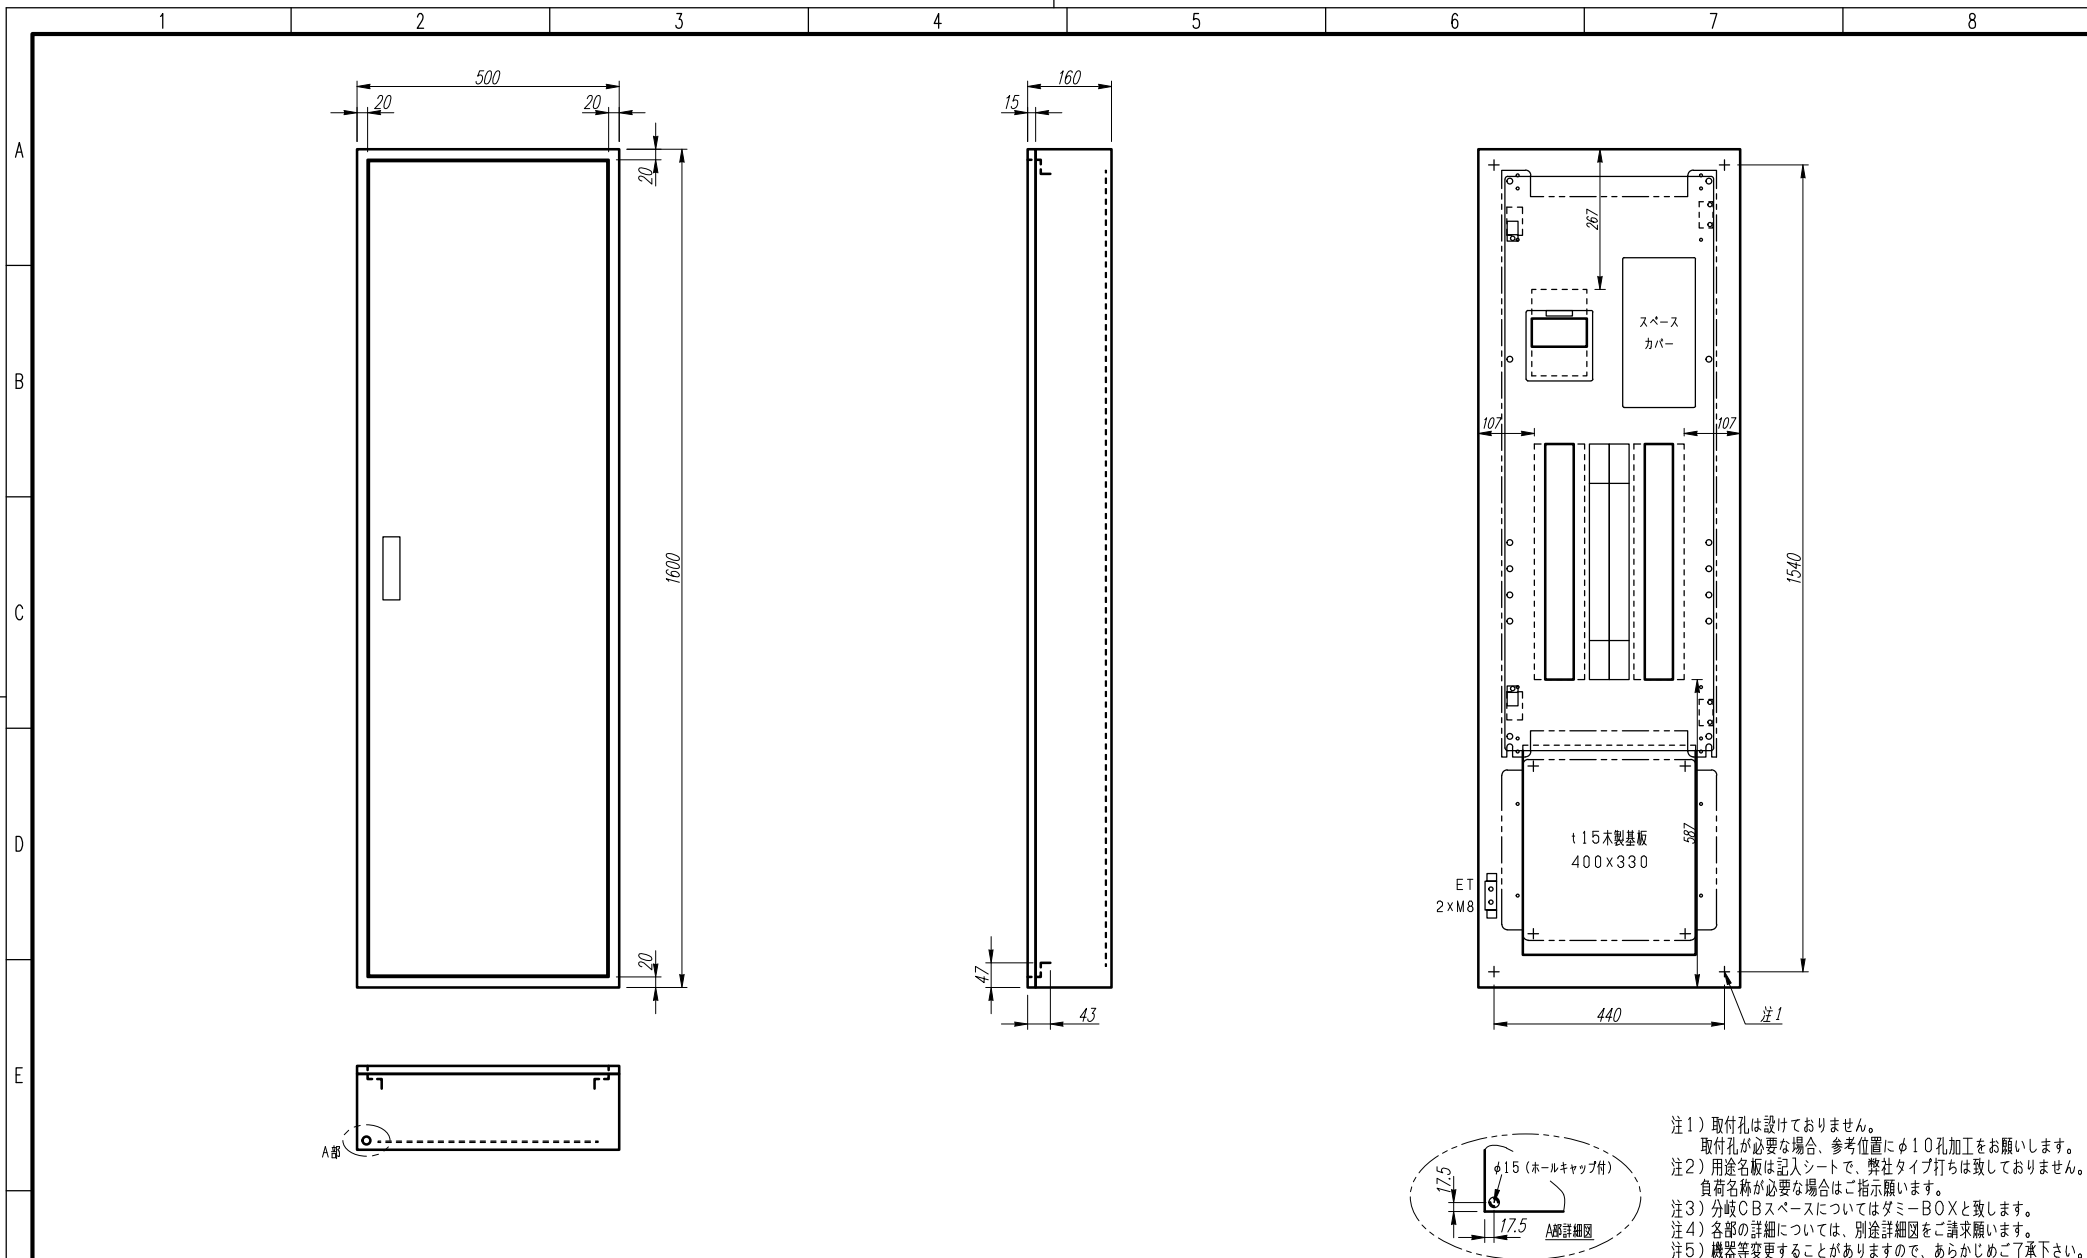 1 2 3 4 5 6 7 8
A
B
C
D
E
500
20
20
20
1600
20
160
15
47
43
267
スペース
カバー
107
107
1540
587
t15木製基板
400×330
ET
2×M8
440
注1
A部
17.5
φ15(ホールキャップ付)
17.5
A部詳細図
注1)取付孔は設けておりません。
取付孔が必要な場合、参考位置にφ10孔加工をお願いします。
注2)用途名板は記入シートで、弊社タイプ打ちは致しておりません。
負荷名称が必要な場合はご指示願います。
注3)分岐CBスペースについてはダミーBOXと致します。
注4)各部の詳細については、別途詳細図をご請求願います。
注5)機器等変更することがありますので、あらかじめご了承下さい。